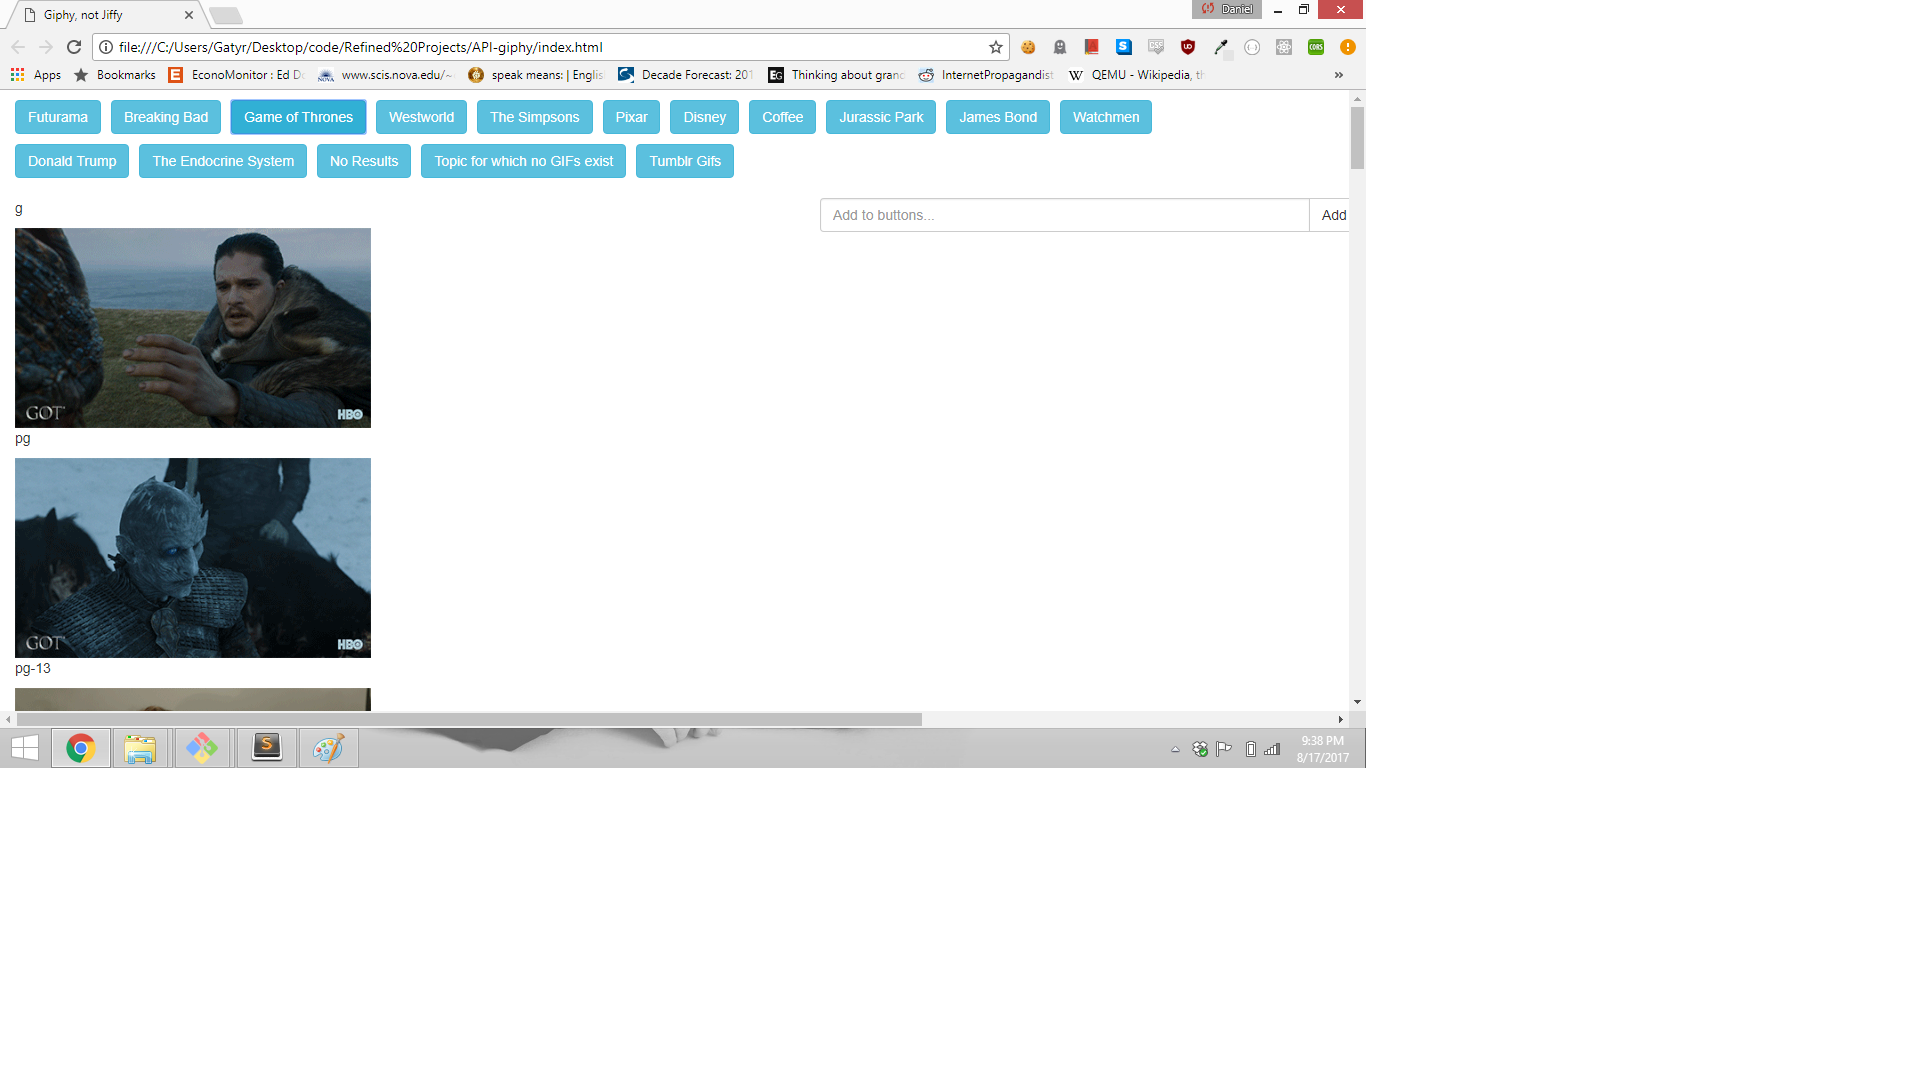 Giphy, not Jiffy
Daniel
file:///C:/Users/Gatyr/Desktop/code/Refined%20Projects/API-giphy/index.html
Apps Bookmarks EconoMonitor : Ed D www.scis.nova.edu/~ speak means: | Englis Decade Forecast: 201 Thinking about gran InternetPropagandist QEMU - Wikipedia, th »
Futurama Breaking Bad Game of Thrones Westworld The Simpsons Pixar Disney Coffee Jurassic Park James Bond Watchmen
Donald Trump The Endocrine System No Results Topic for which no GIFs exist Tumblr Gifs
g
Add to buttons... Add
GOT HBO
pg
GOT HBO
pg-13
9:38 PM
8/17/2017